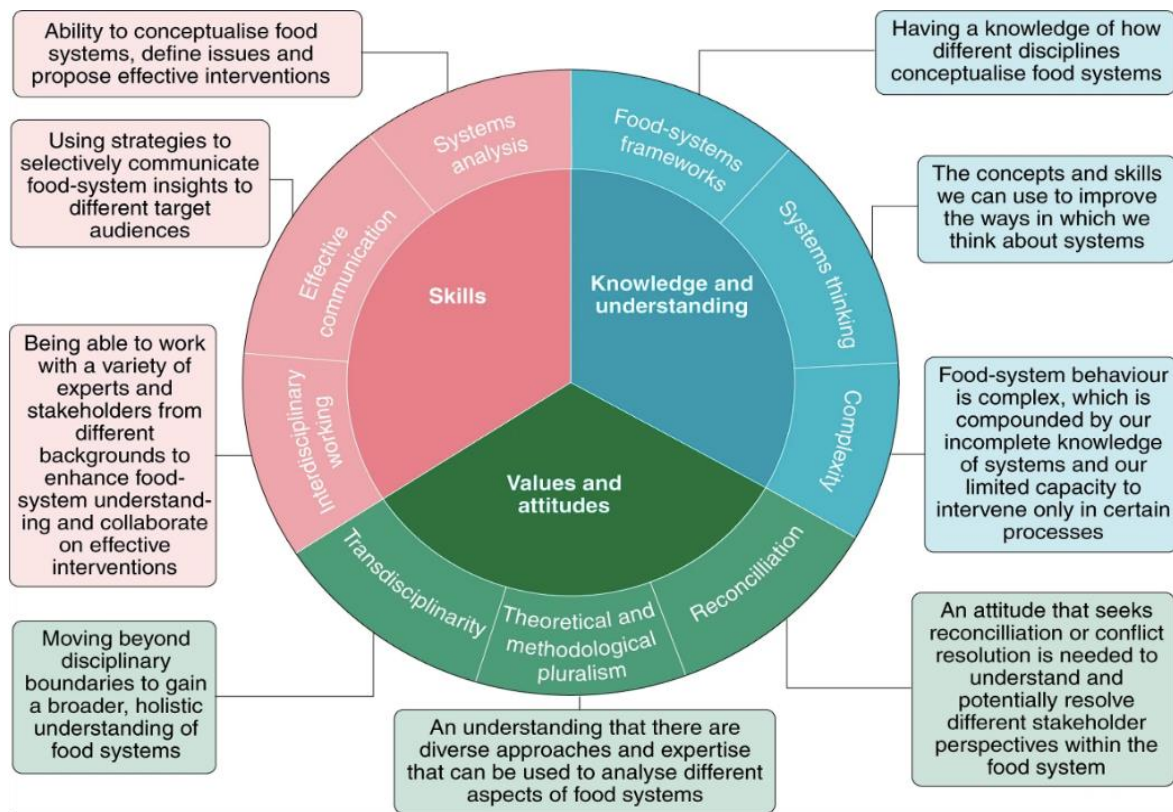 Ability to conceptualise food
systems, define issues and
propose effective interventions
Having a knowledge of how
different disciplines
conceptualise food systems
Using strategies to
selectively communicate
food-system insights to
different target
audiences
The concepts and skills
we can use to improve
the ways in which we
think about systems
Being able to work
with a variety of
experts and
stakeholders from
different
backgrounds to
enhance food-
system understand-
ing and collaborate
on effective
interventions
Food-system behaviour
is complex, which is
compounded by our
incomplete knowledge
of systems and our
limited capacity to
intervene only in certain
processes
Moving beyond
disciplinary
boundaries to gain
a broader, holistic
understanding of
food systems
An understanding that there are
diverse approaches and expertise
that can be used to analyse different
aspects of food systems
An attitude that seeks
reconcilliation or conflict
resolution is needed to
understand and
potentially resolve
different stakeholder
perspectives within the
food system
Systems
analysis
Effective
communication
Interdisciplinary
working
Skills
Food-systems
frameworks
Systems thinking
Complexity
Knowledge and
understanding
Values and
attitudes
Transdisciplinarity
Theoretical and
methodological
pluralism
Reconcilliation